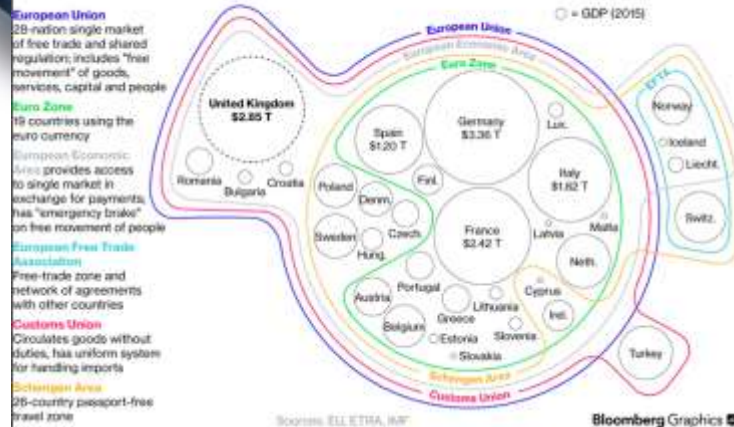 European Union
28-nation single market
of free trade and shared
regulation; includes "free
movement" of goods,
services, capital and people
Euro Zone
19 countries using the
euro currency
European Economic
Area provides access
to single market in
exchange for payments;
has "emergency brake"
on free movement of people
European Free Trade
Association
Free-trade zone and
network of agreements
with other countries
Customs Union
Circulates goods without
duties, has uniform system
for handling imports
Schengen Area
26-country passport-free
travel zone
= GDP (2015)
European Union
European Economic Area
Euro Zone
EFTA
United Kingdom
$2.85 T
Romania
Bulgaria
Croatia
Spain
$1.20 T
Germany
$3.36 T
Lux.
Italy
$1.82 T
Poland
Denm.
Finl.
Sweden
Czech.
Hung.
France
$2.42 T
Latvia
Malta
Neth.
Portugal
Austria
Belgium
Greece
Lithuania
Cyprus
Irel.
Estonia
Slovenia
Slovakia
Norway
Iceland
Liecht.
Switz.
Turkey
Schengen Area
Customs Union
Sources: EU, EFTA, IMF
Bloomberg Graphics